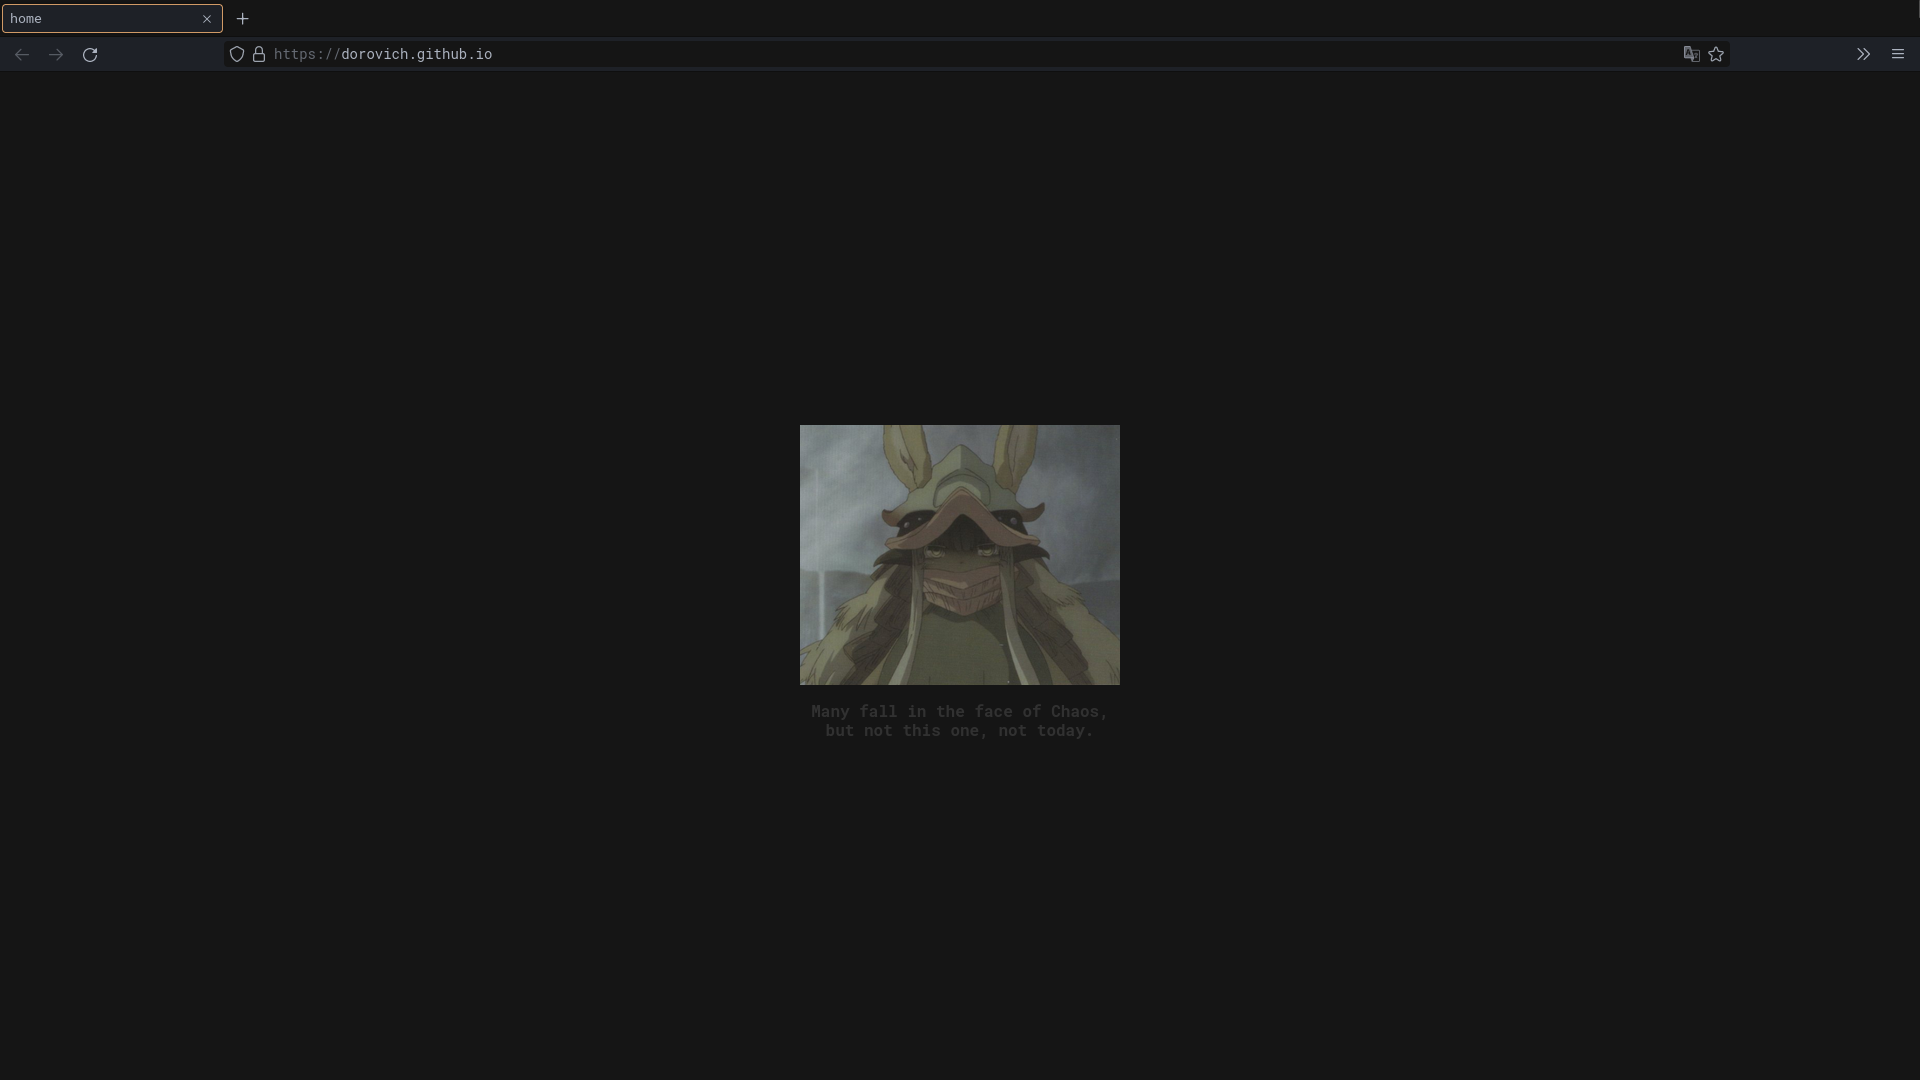 home
https://dorovich.github.io
Many fall in the face of Chaos,
but not this one, not today.